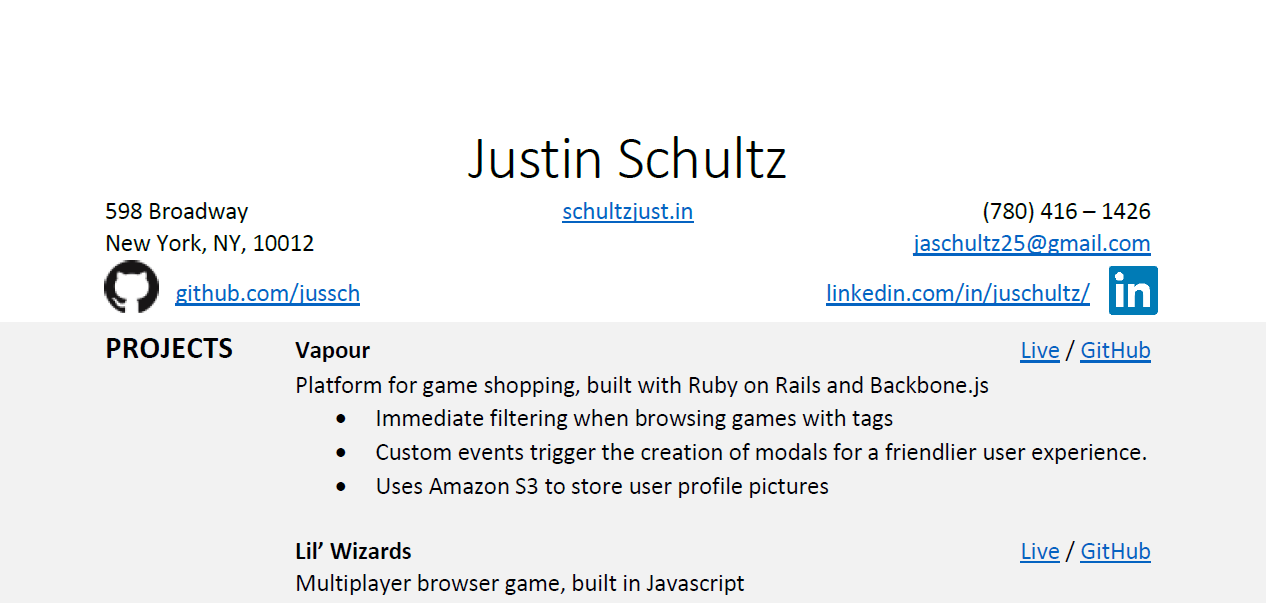 Justin Schultz
598 Broadway schultzjust.in (780) 416 – 1426
New York, NY, 10012 jaschultz25@gmail.com
github.com/jussch linkedin.com/in/juschultz/ in
PROJECTS Vapour Live / GitHub
Platform for game shopping, built with Ruby on Rails and Backbone.js
• Immediate filtering when browsing games with tags
• Custom events trigger the creation of modals for a friendlier user experience.
• Uses Amazon S3 to store user profile pictures
Lil’ Wizards Live / GitHub
Multiplayer browser game, built in Javascript